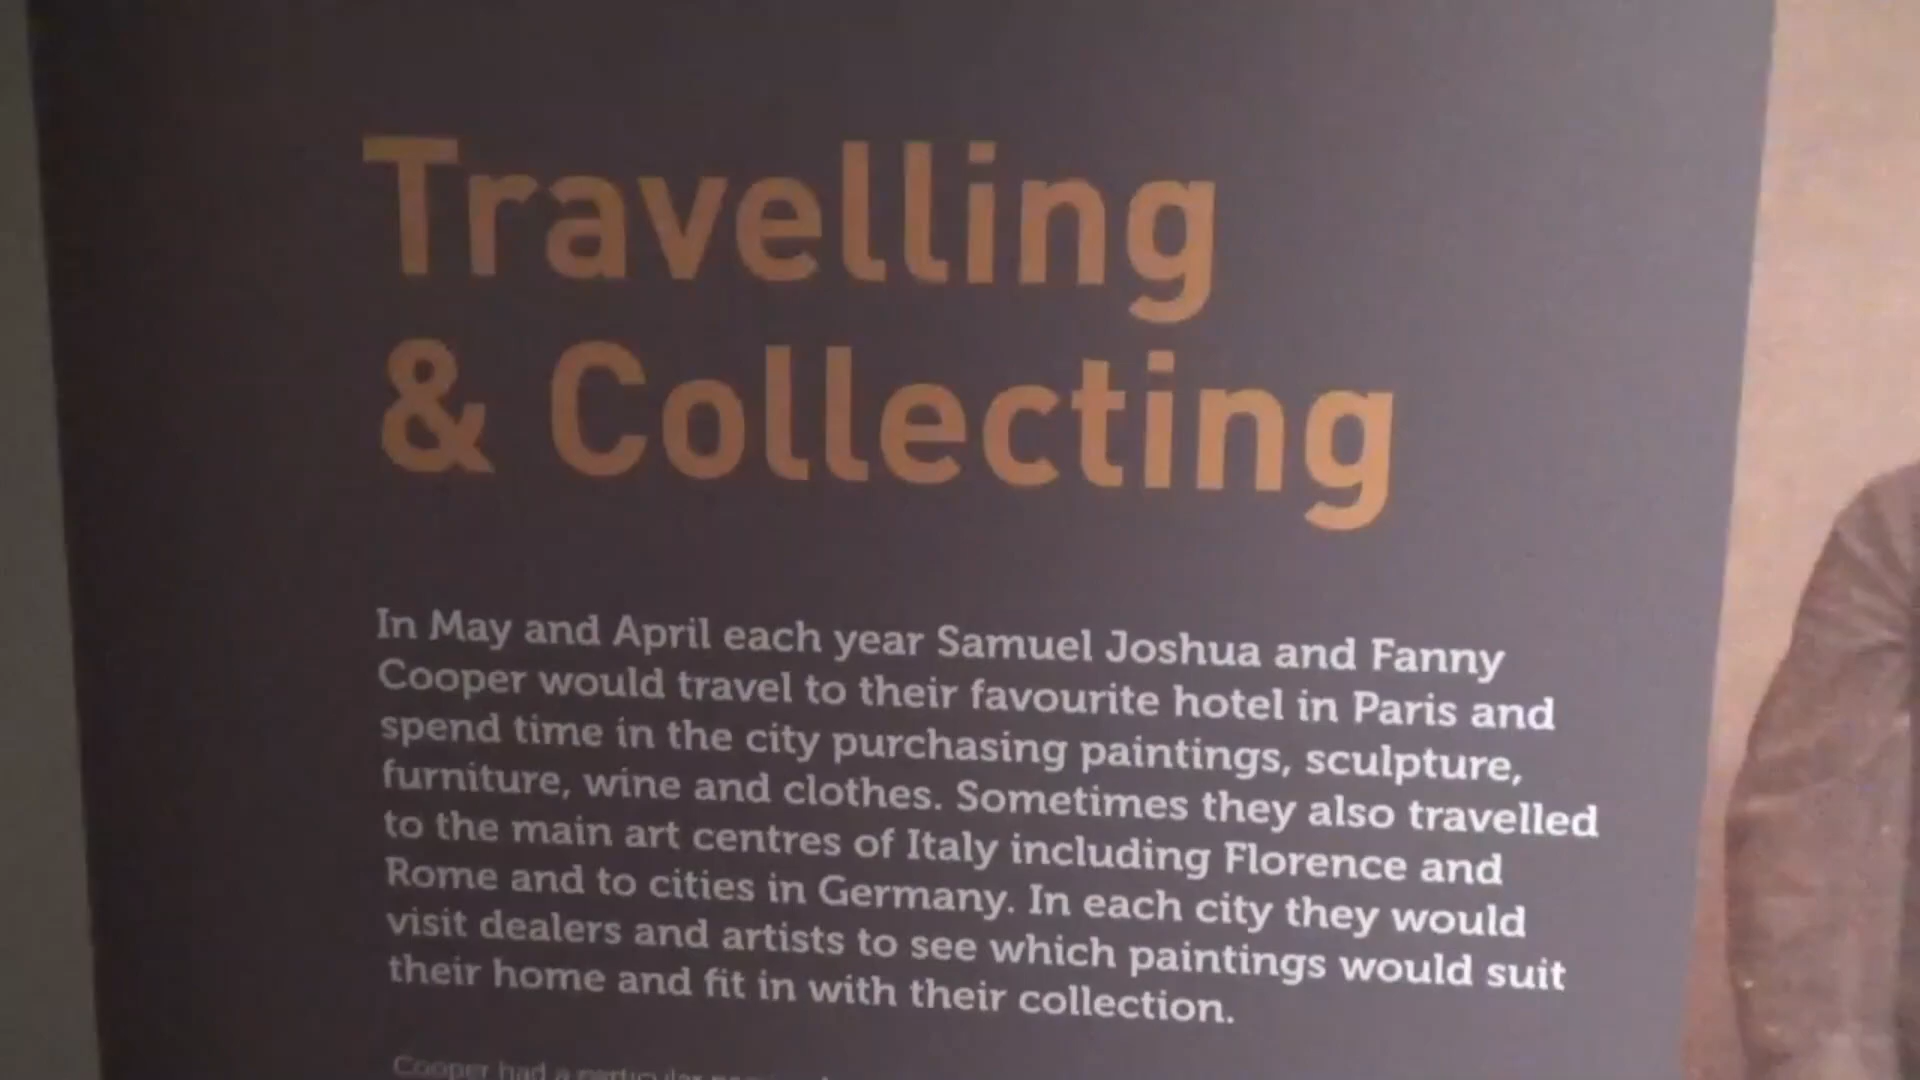 Travelling
& Collecting
In May and April each year Samuel Joshua and Fanny
Cooper would travel to their favourite hotel in Paris and
spend time in the city purchasing paintings, sculpture,
furniture, wine and clothes. Sometimes they also travelled
to the main art centres of Italy including Florence and
Rome and to cities in Germany. In each city they would
visit dealers and artists to see which paintings would suit
their home and fit in with their collection.
Cooper had a particular